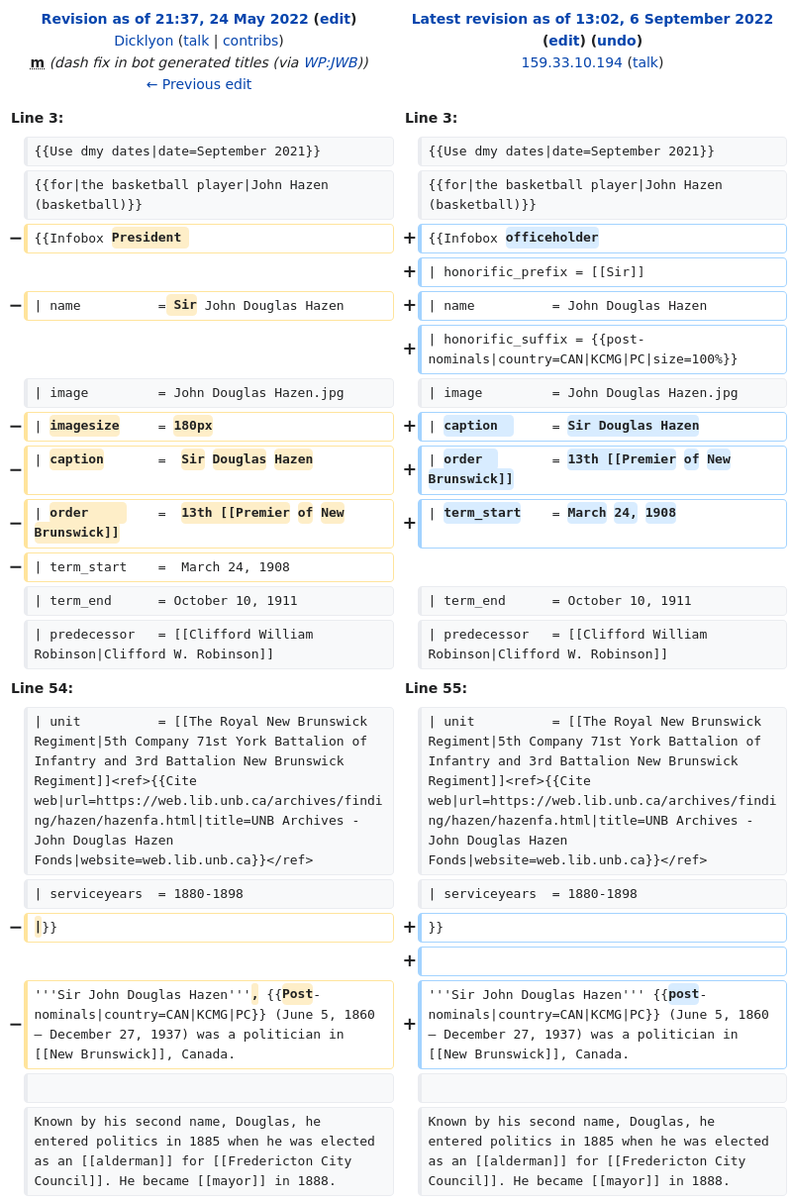 Revision as of 21:37, 24 May 2022 (edit)
Dicklyon (talk | contribs)
m (dash fix in bot generated titles (via WP:JWB))
← Previous edit
Latest revision as of 13:02, 6 September 2022
(edit) (undo)
159.33.10.194 (talk)
Line 3:
Line 3:
{{Use dmy dates|date=September 2021}}
{{Use dmy dates|date=September 2021}}
{{for|the basketball player|John Hazen
(basketball)}}
{{for|the basketball player|John Hazen
(basketball)}}
− {{Infobox President
+ {{Infobox officeholder
+ | honorific_prefix = [[Sir]]
− | name          = Sir John Douglas Hazen
+ | name          = John Douglas Hazen
+ | honorific_suffix = {{post-
nominals|country=CAN|KCMG|PC|size=100%}}
| image         = John Douglas Hazen.jpg
| image         = John Douglas Hazen.jpg
− | imagesize     = 180px
+ | caption       = Sir Douglas Hazen
− | caption       =  Sir Douglas Hazen
+ | order         = 13th [[Premier of New
Brunswick]]
− | order         =  13th [[Premier of New
Brunswick]]
+ | term_start    = March 24, 1908
− | term_start    =  March 24, 1908
| term_end      = October 10, 1911
| term_end      = October 10, 1911
| predecessor   = [[Clifford William
Robinson|Clifford W. Robinson]]
| predecessor   = [[Clifford William
Robinson|Clifford W. Robinson]]
Line 54:
Line 55:
| unit          = [[The Royal New Brunswick
Regiment|5th Company 71st York Battalion of
Infantry and 3rd Battalion New Brunswick
Regiment]]<ref>{{Cite
web|url=https://web.lib.unb.ca/archives/findi
ng/hazen/hazenfa.html|title=UNB Archives -
John Douglas Hazen
Fonds|website=web.lib.unb.ca}}</ref>
| unit          = [[The Royal New Brunswick
Regiment|5th Company 71st York Battalion of
Infantry and 3rd Battalion New Brunswick
Regiment]]<ref>{{Cite
web|url=https://web.lib.unb.ca/archives/findi
ng/hazen/hazenfa.html|title=UNB Archives -
John Douglas Hazen
Fonds|website=web.lib.unb.ca}}</ref>
| serviceyears  = 1880-1898
| serviceyears  = 1880-1898
− |}}
+ }}
+
− '''Sir John Douglas Hazen''', {{Post-
nominals|country=CAN|KCMG|PC}} (June 5, 1860
– December 27, 1937) was a politician in
[[New Brunswick]], Canada.
+ '''Sir John Douglas Hazen''' {{post-
nominals|country=CAN|KCMG|PC}} (June 5, 1860
– December 27, 1937) was a politician in
[[New Brunswick]], Canada.
Known by his second name, Douglas, he
entered politics in 1885 when he was elected
as an [[alderman]] for [[Fredericton City
Council]]. He became [[mayor]] in 1888.
Known by his second name, Douglas, he
entered politics in 1885 when he was elected
as an [[alderman]] for [[Fredericton City
Council]]. He became [[mayor]] in 1888.